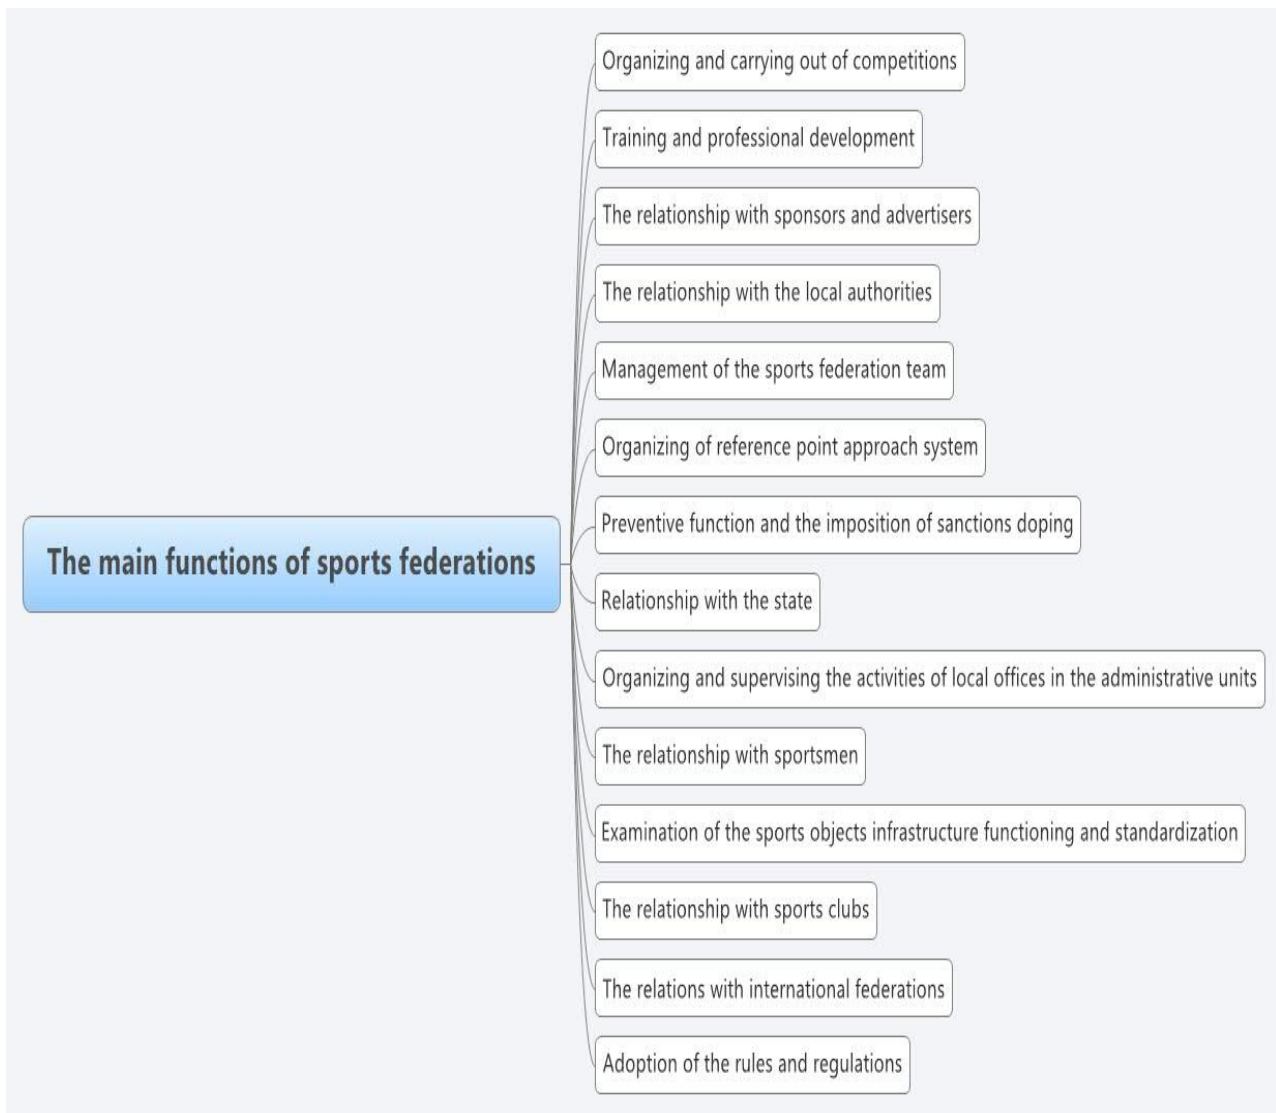 Organizing and carrying out of competitions
Training and professional development
The relationship with sponsors and advertisers
The relationship with the local authorities
Management of the sports federation team
Organizing of reference point approach system
Preventive function and the imposition of sanctions doping
The main functions of sports federations
Relationship with the state
Organizing and supervising the activities of local offices in the administrative units
The relationship with sportsmen
Examination of the sports objects infrastructure functioning and standardization
The relationship with sports clubs
The relations with international federations
Adoption of the rules and regulations